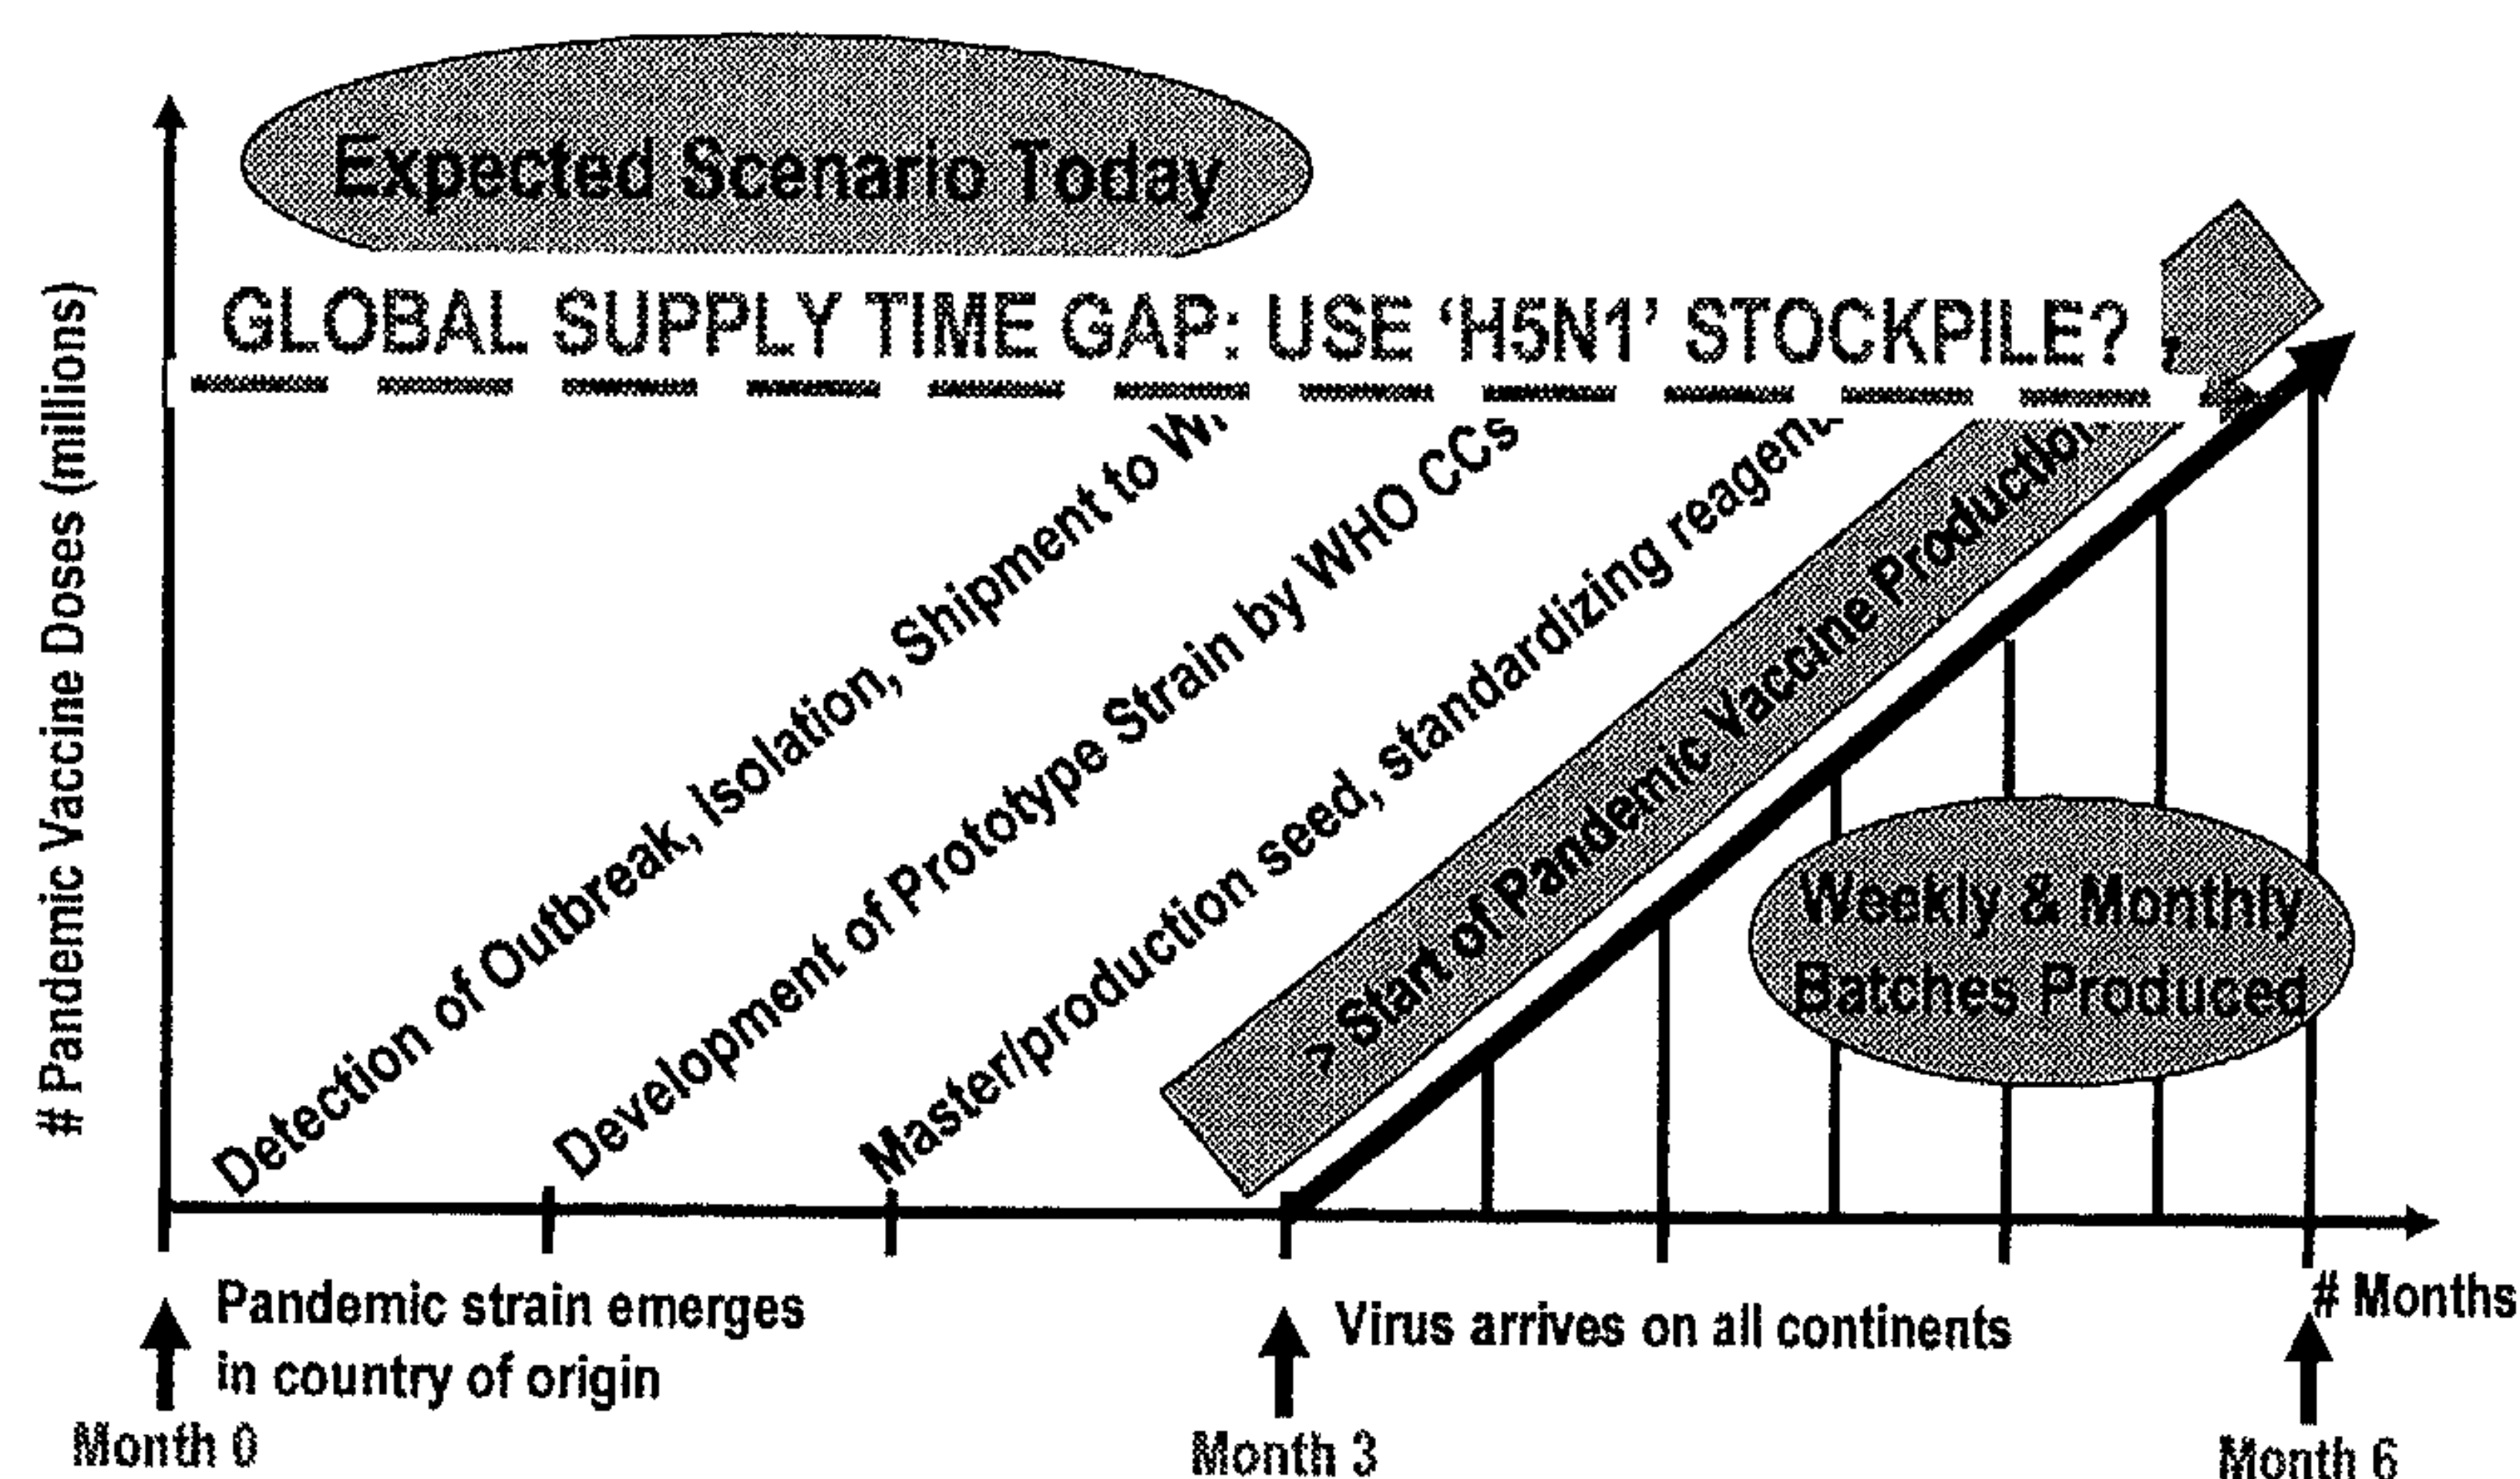 Expected Scenario Today
GLOBAL SUPPLY TIME GAP: USE ‘H5N1’ STOCKPILE?
# Pandemic Vaccine Doses (millions)
Detection of Outbreak, Isolation, Shipment to
Development of Prototype Strain by WHO CCs
Master/production seed, standardizing reagent
> Start of Pandemic Vaccine Production
Weekly & Monthly
Batches Produced
# Months
Pandemic strain emerges
in country of origin
Virus arrives on all continents
Month 0
Month 3
Month 6